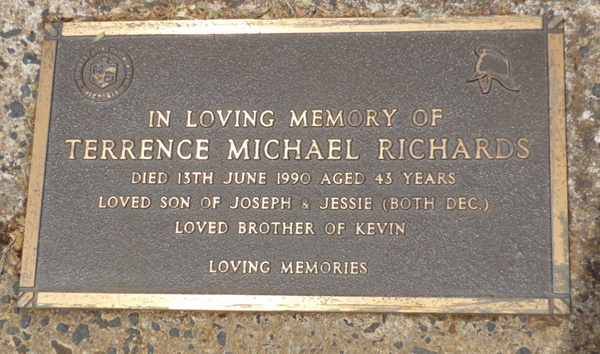 IN LOVING MEMORY OF
TERRENCE MICHAEL RICHARDS
DIED 13TH JUNE 1990 AGED 43 YEARS
LOVED SON OF JOSEPH & JESSIE (BOTH DEC.)
LOVED BROTHER OF KEVIN
LOVING MEMORIES